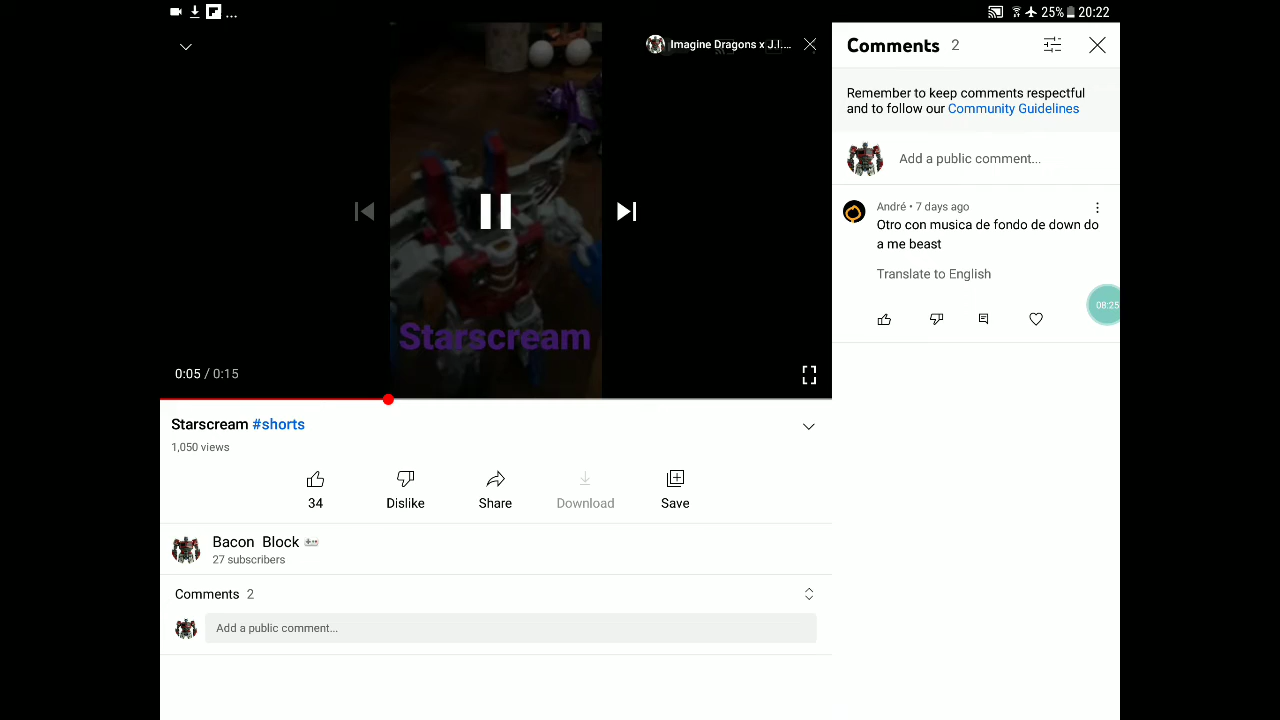 ...
25% 20:22
Imagine Dragons x J.I....
Starscream
0:05 / 0:15
Starscream #shorts
1,050 views
34
Dislike
Share
Download
Save
Bacon Block
27 subscribers
Comments 2
Add a public comment...
Comments 2
Remember to keep comments respectful
and to follow our Community Guidelines
Add a public comment...
André • 7 days ago
Otro con musica de fondo de down do
a me beast
Translate to English
08:25